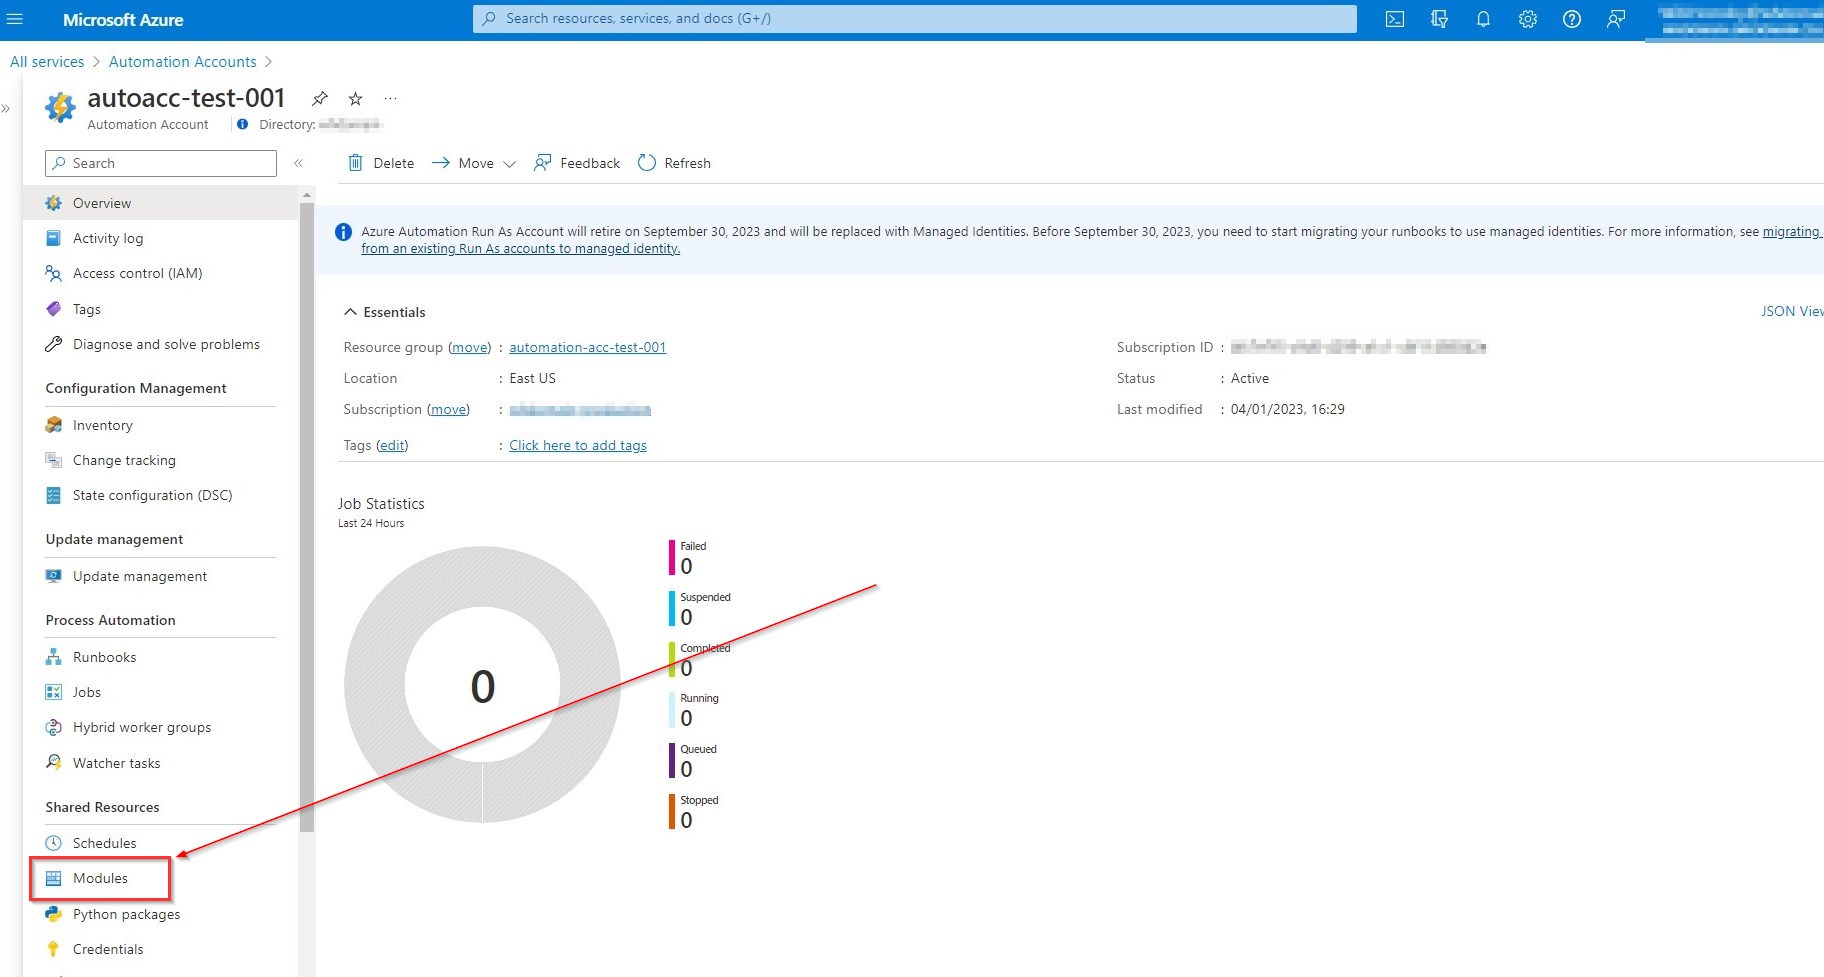 Microsoft Azure
Search resources, services, and docs (G+/)
All services > Automation Accounts >
autoacc-test-001
Automation Account
Directory:
Search
Delete
Move
Feedback
Refresh
Overview
Activity log
Access control (IAM)
Tags
Diagnose and solve problems
Configuration Management
Inventory
Change tracking
State configuration (DSC)
Update management
Update management
Process Automation
Runbooks
Jobs
Hybrid worker groups
Watcher tasks
Shared Resources
Schedules
Modules
Python packages
Credentials
Azure Automation Run As Account will retire on September 30, 2023 and will be replaced with Managed Identities. Before September 30, 2023, you need to start migrating your runbooks to use managed identities. For more information, see migrating
from an existing Run As accounts to managed identity.
Essentials
JSON View
Resource group (move) : automation-acc-test-001
Location : East US
Subscription (move) :
Tags (edit) : Click here to add tags
Subscription ID :
Status : Active
Last modified : 04/01/2023, 16:29
Job Statistics
Last 24 Hours
0
Failed
0
Suspended
0
Completed
0
Running
0
Queued
0
Stopped
0